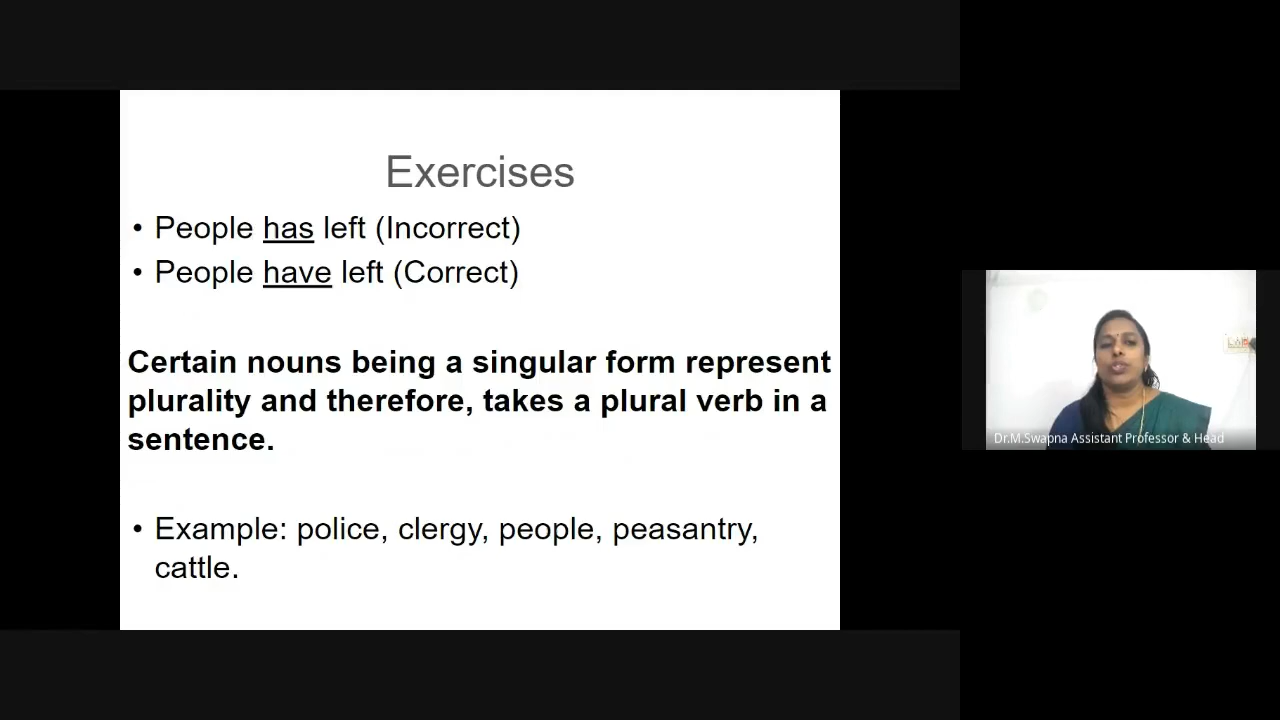 Exercises
• People has left (Incorrect)
• People have left (Correct)
Certain nouns being a singular form represent
plurality and therefore, takes a plural verb in a
sentence.
• Example: police, clergy, people, peasantry,
cattle.
Dr.M.Swapna Assistant Professor & Head